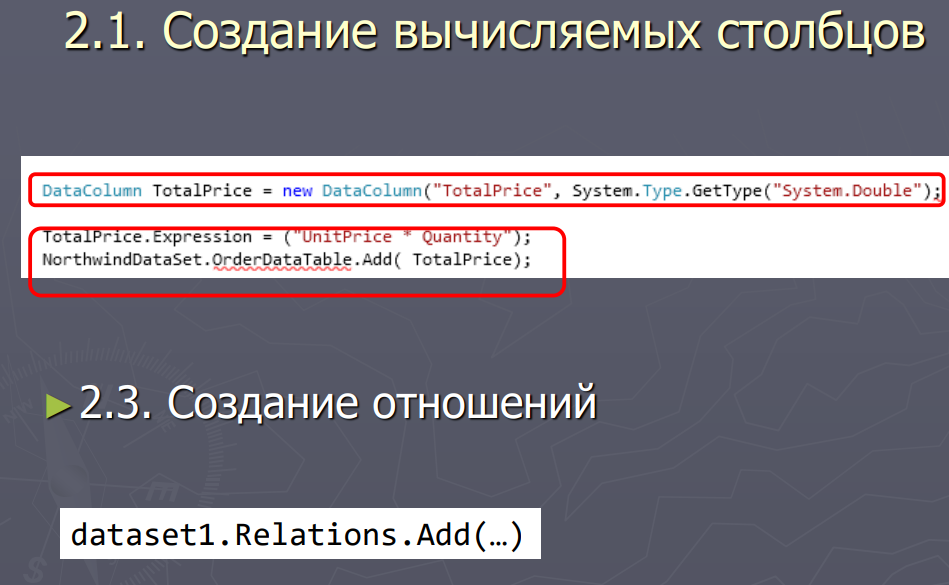 2.1. Создание вычисляемых столбцов
DataColumn TotalPrice = new DataColumn("TotalPrice", System.Type.GetType("System.Double");
TotalPrice.Expression = ("UnitPrice * Quantity");
NorthwindDataSet.OrderDataTable.Add( TotalPrice);
►2.3. Создание отношений
dataset1.Relations.Add(…)